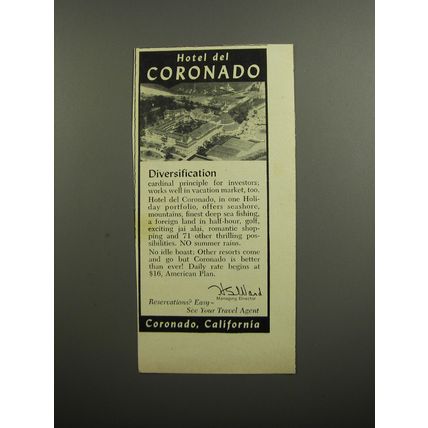 Hotel del
CORONADO
Diversification
cardinal principle for investors;
works well in vacation market, too.
Hotel del Coronado, in one Holi-
day portfolio, offers seashore,
mountains, finest deep sea fishing,
a foreign land in half-hour, golf,
exciting jai alai, romantic shop-
ping and 71 other thrilling pos-
sibilities. NO summer rains.
No idle boast: Other resorts come
and go but Coronado is better
than ever! Daily rate begins at
$16, American Plan.
Managing Director
Reservations? Easy—
See Your Travel Agent
Coronado, California